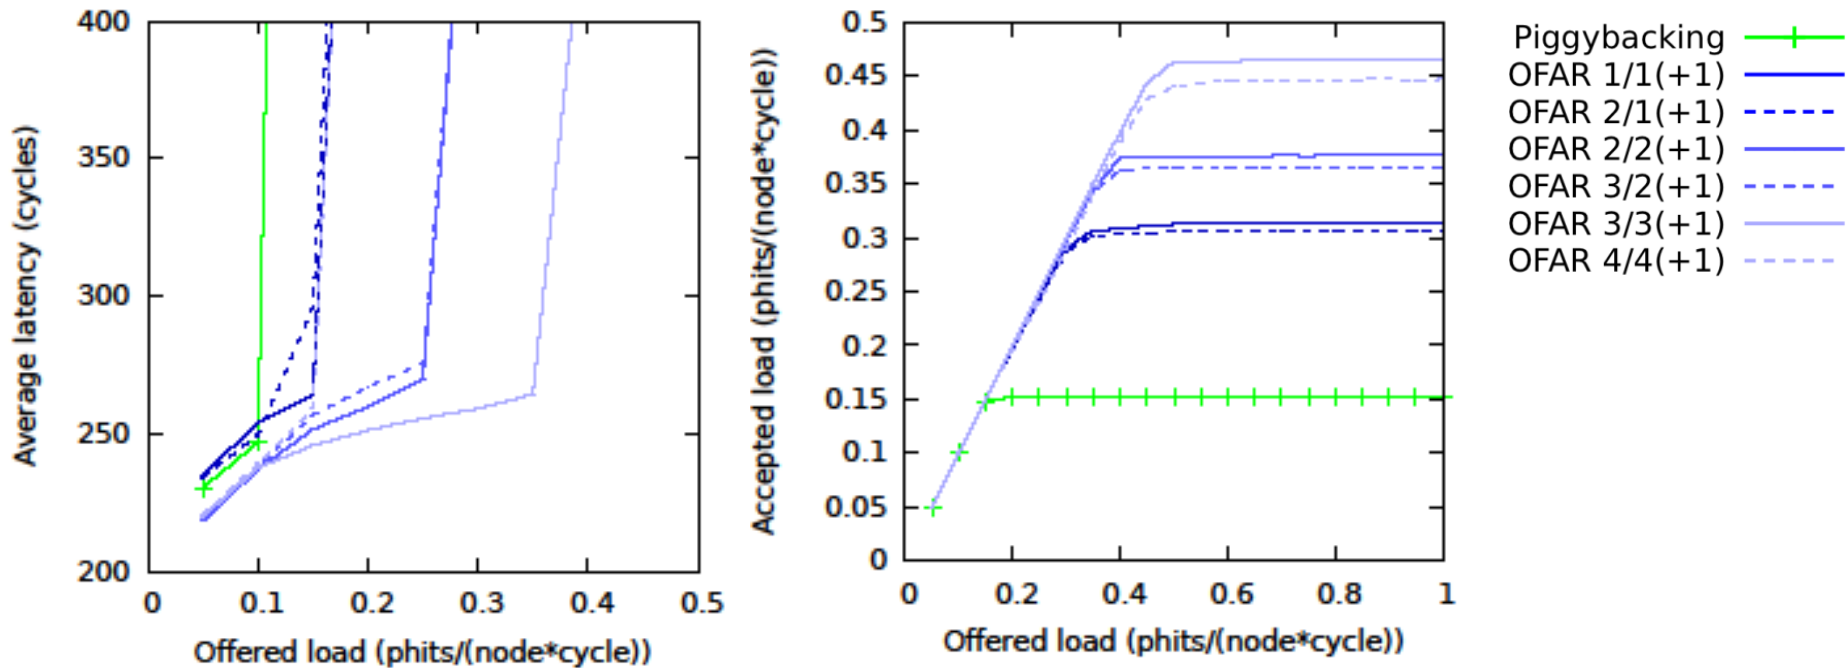 400
350
300
250
200
0 0.1 0.2 0.3 0.4 0.5
Average latency (cycles)
Offered load (phits/(node*cycle))
0.5
0.45
0.4
0.35
0.3
0.25
0.2
0.15
0.1
0.05
0
0 0.2 0.4 0.6 0.8 1
Accepted load (phits/(node*cycle))
Offered load (phits/(node*cycle))
Piggybacking
OFAR 1/1(+1)
OFAR 2/1(+1)
OFAR 2/2(+1)
OFAR 3/2(+1)
OFAR 3/3(+1)
OFAR 4/4(+1)